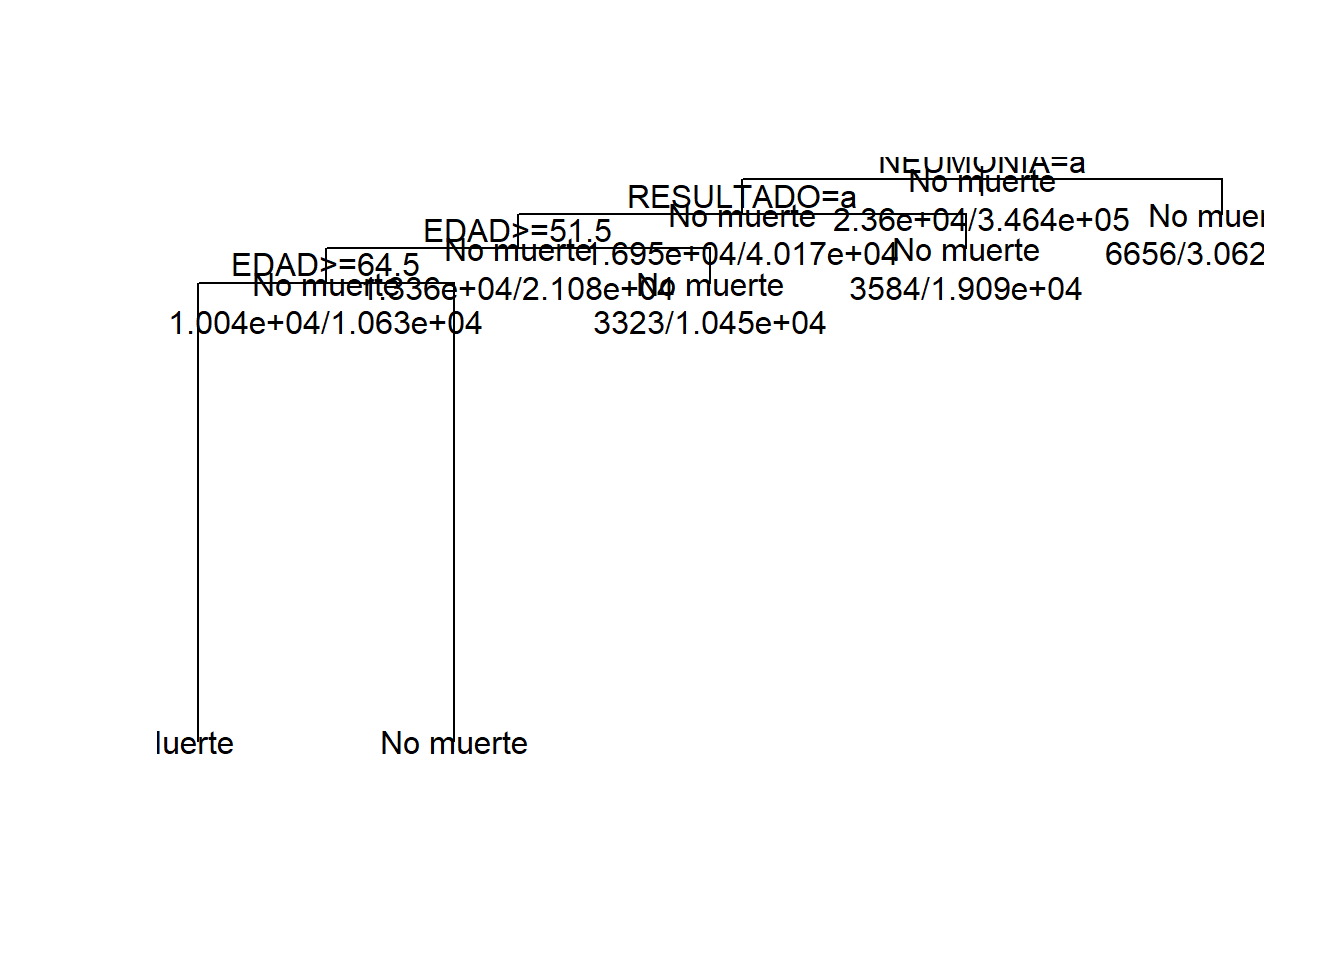 NEUMONIA=a
No muerte
2.36e+04/3.464e+05
RESULTADO=a
No muerte
1.695e+04/4.017e+04
No muer
6656/3.062
EDAD>=51.5
No muerte
1.336e+04/2.108e+04
No muerte
3584/1.909e+04
EDAD>=64.5
No muerte
1.004e+04/1.063e+04
No muerte
3323/1.045e+04
uerte
No muerte